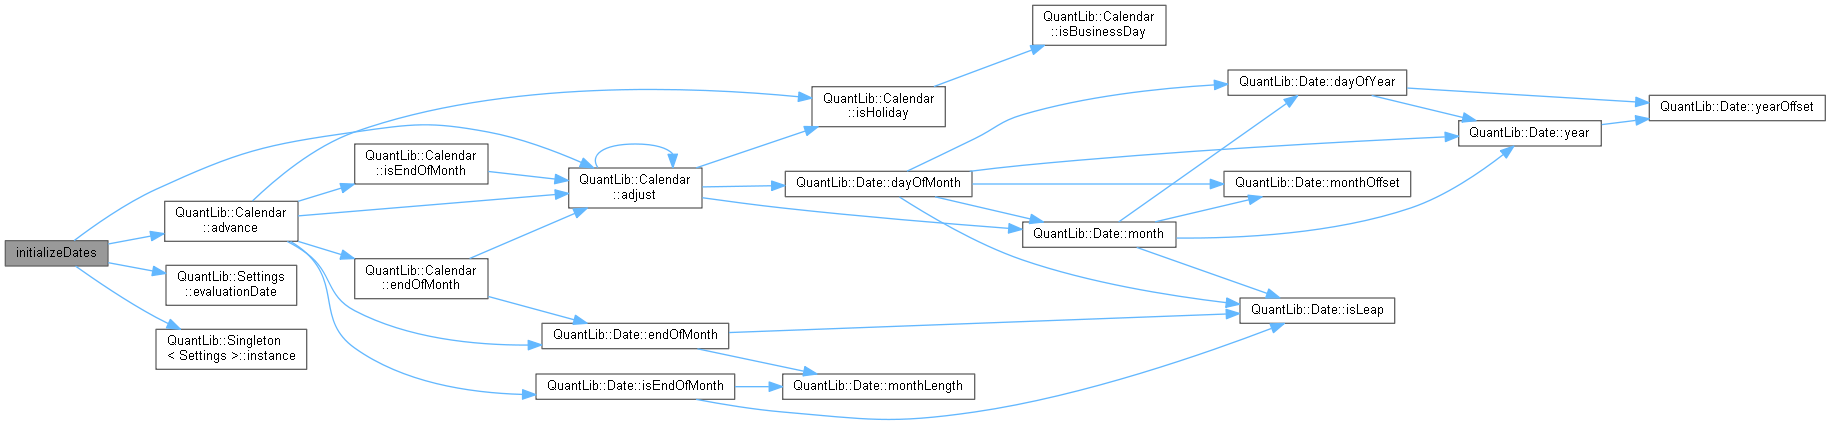 initializeDates
QuantLib::Calendar
::advance
QuantLib::Settings
::evaluationDate
QuantLib::Singleton
< Settings >::instance
QuantLib::Calendar
::isEndOfMonth
QuantLib::Calendar
::endOfMonth
QuantLib::Calendar
::adjust
QuantLib::Date::endOfMonth
QuantLib::Date::isEndOfMonth
QuantLib::Calendar
::isHoliday
QuantLib::Date::dayOfMonth
QuantLib::Date::monthLength
QuantLib::Calendar
::isBusinessDay
QuantLib::Date::month
QuantLib::Date::dayOfYear
QuantLib::Date::monthOffset
QuantLib::Date::isLeap
QuantLib::Date::year
QuantLib::Date::yearOffset